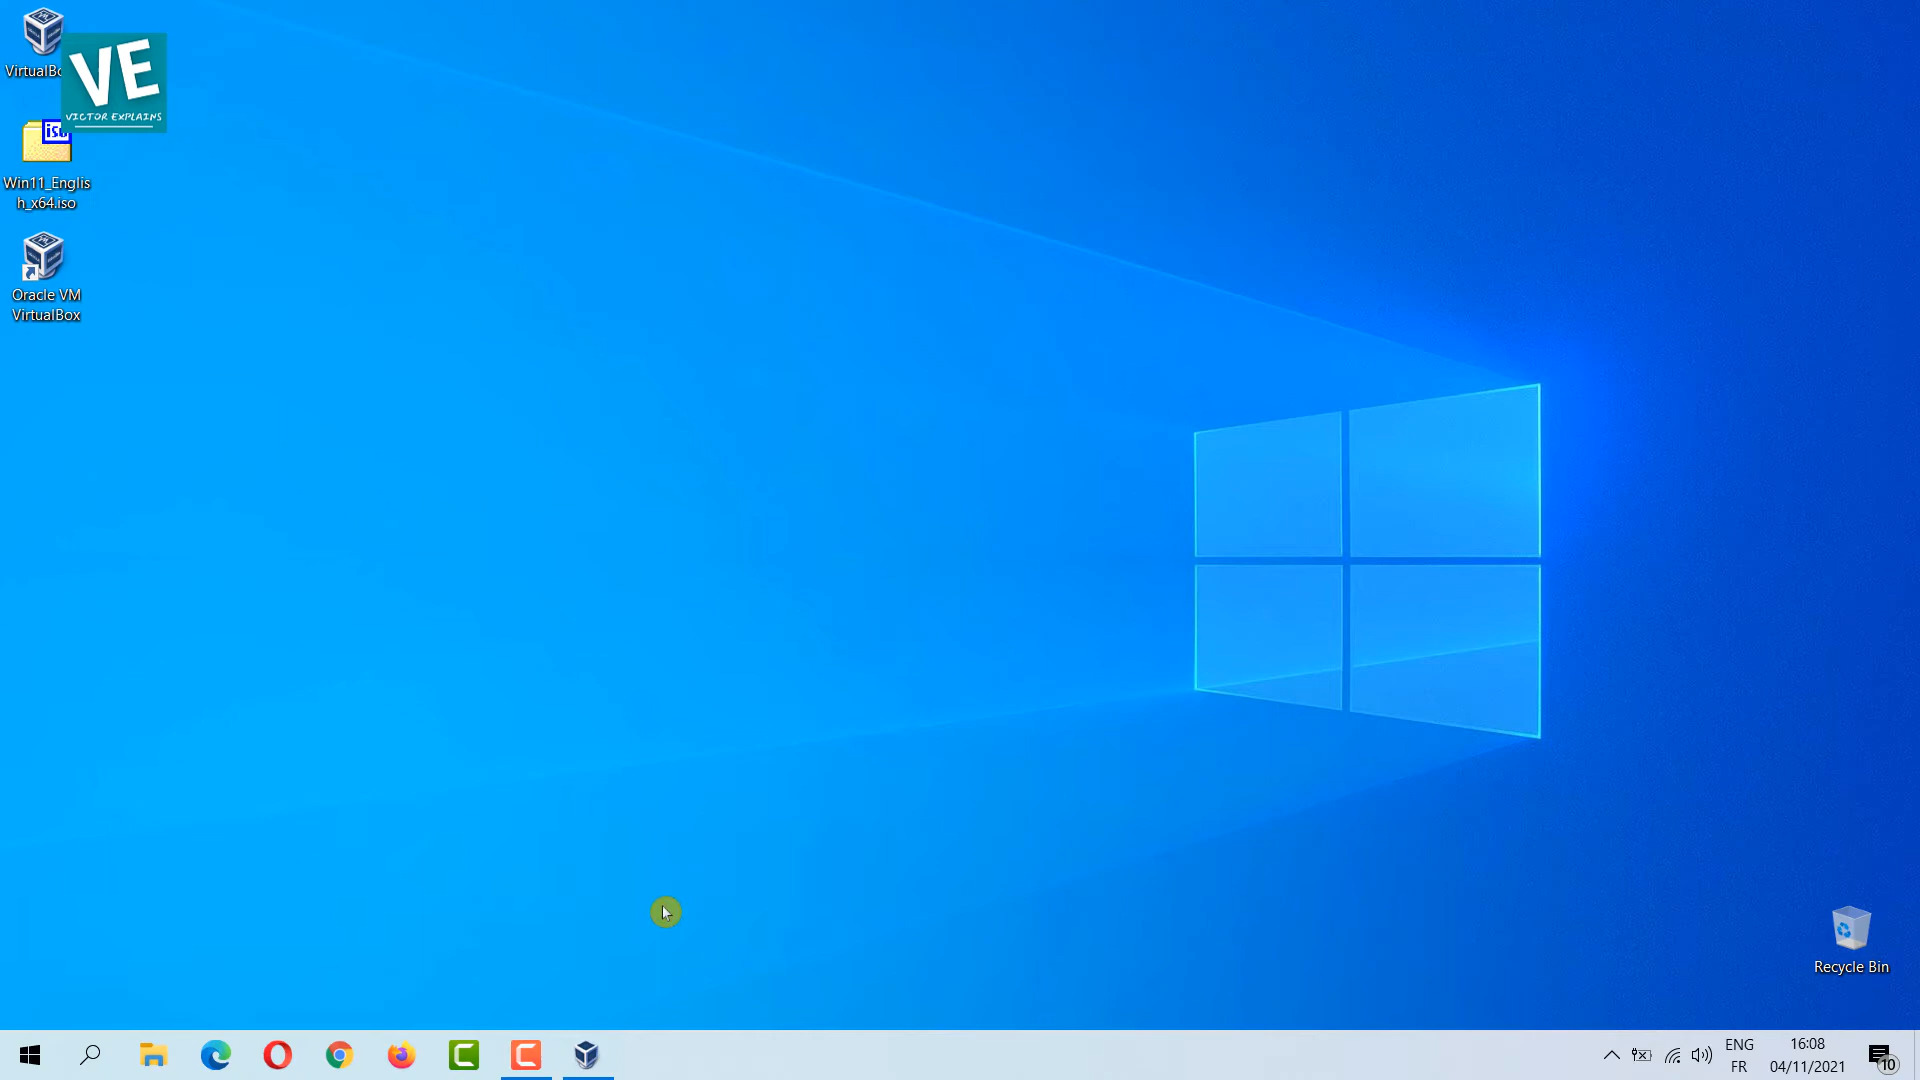 VirtualBo
VE
VICTOR EXPLAINS
iso
Win11_Englis
h_x64.iso
Oracle VM
VirtualBox
Recycle Bin
ENG
FR
16:08
04/11/2021
10